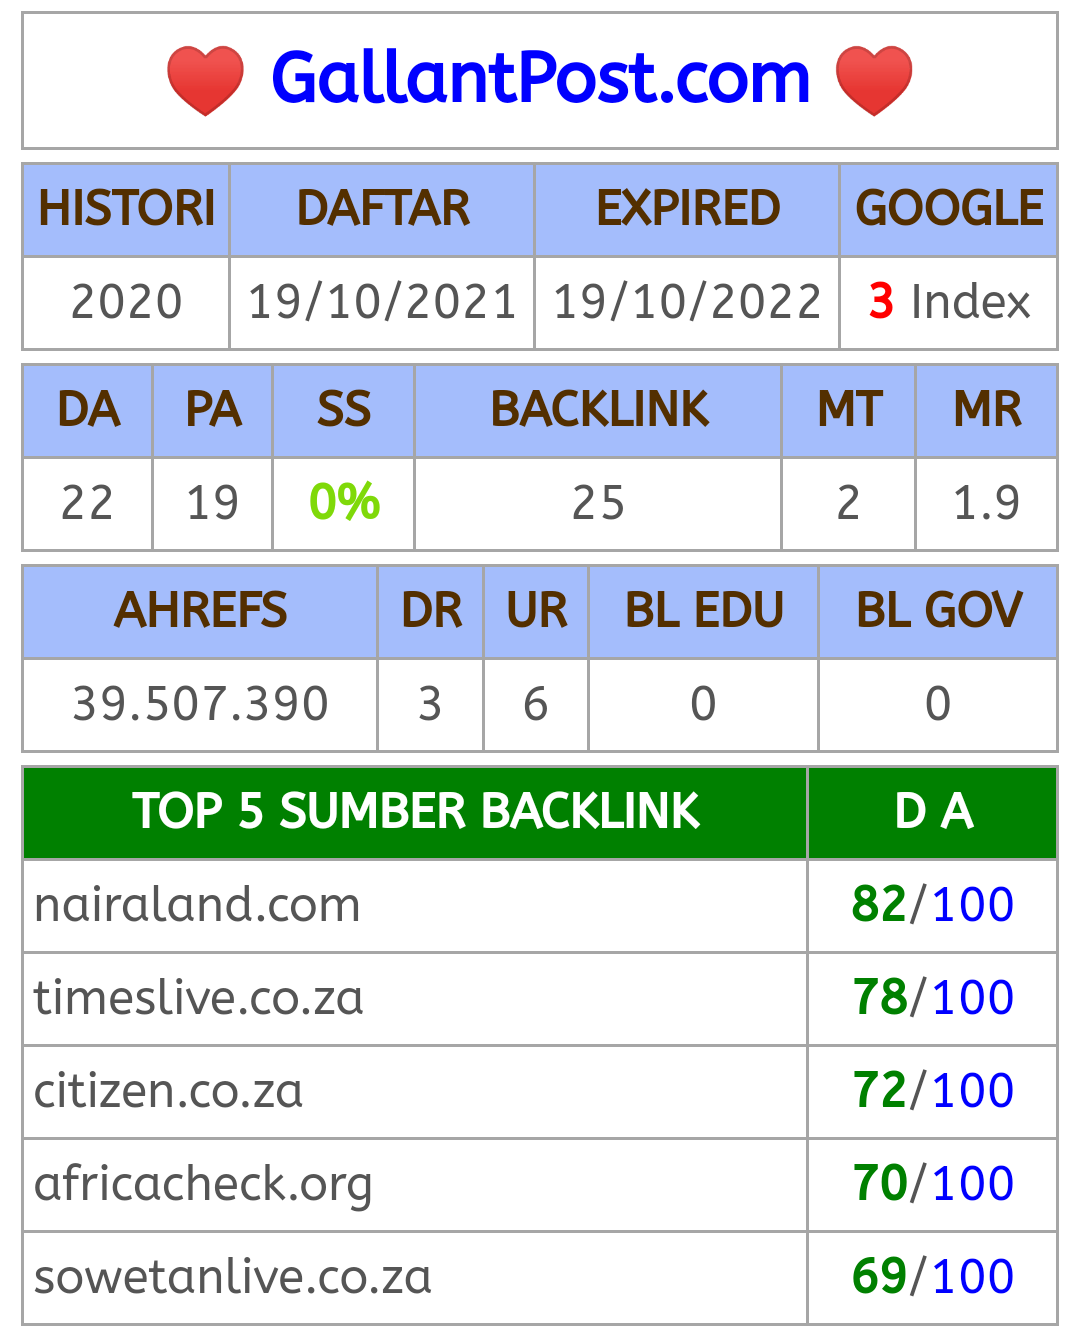 GallantPost.com
HISTORI DAFTAR EXPIRED GOOGLE
2020 19/10/2021 19/10/2022 3 Index
DA PA SS BACKLINK MT MR
22 19 0% 25 2 1.9
AHREFS DR UR BL EDU BL GOV
39.507.390 3 6 0 0
TOP 5 SUMBER BACKLINK D A
nairaland.com 82/100
timeslive.co.za 78/100
citizen.co.za 72/100
africacheck.org 70/100
sowetanlive.co.za 69/100